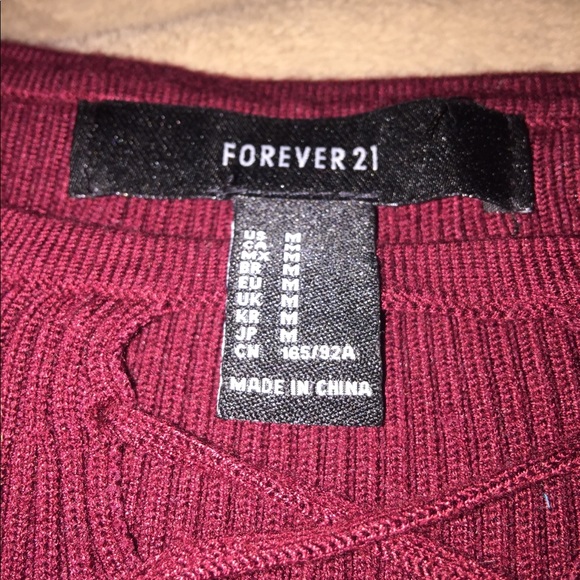 FOREVER 21
US M
CA M
MX M
BR M
EU M
UK M
KR M
JP M
CN 165/92A
MADE IN CHINA